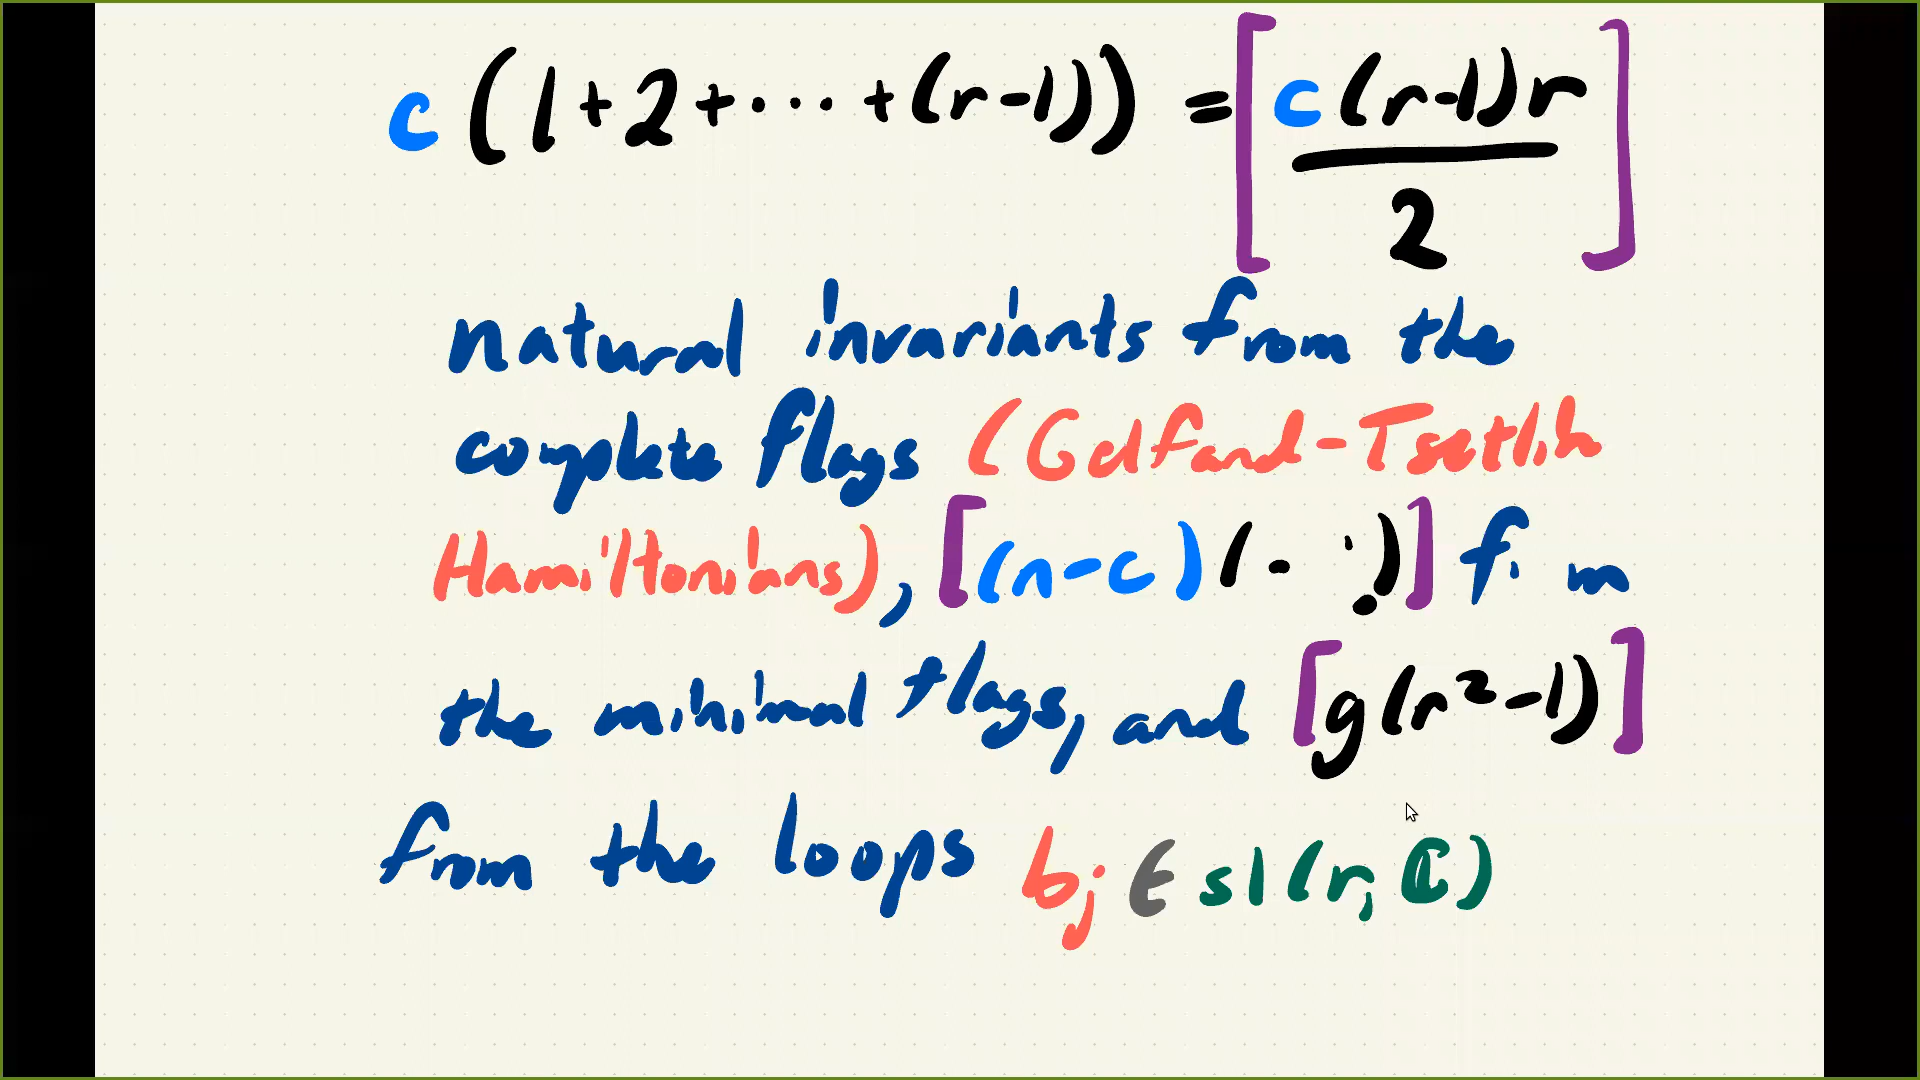 c (1+2+···+(r-1)) = [c(r-1)r / 2]
natural invariants from the
complete flags (Gelfand-Tsetlin
Hamiltonians), [(n-c)( - )] f m
the minimal flags, and [g(r²-1)]
from the loops bj ∈ sl(r, ℂ)